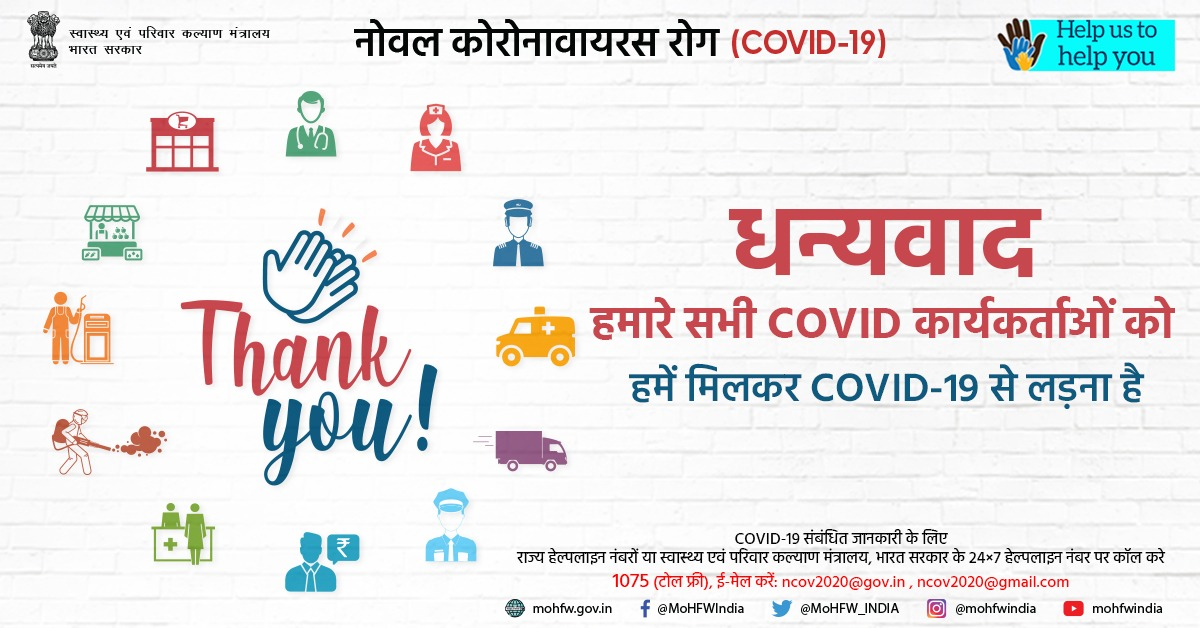 स्वास्थ्य एवं परिवार कल्याण मंत्रालय
भारत सरकार
सत्यमेव जयते
नोवल कोरोनावायरस रोग (COVID-19)
Help us to
help you
Thank
you!
₹
धन्यवाद
हमारे सभी COVID कार्यकर्ताओं को
हमें मिलकर COVID-19 से लड़ना है
COVID-19 संबंधित जानकारी के लिए
राज्य हेल्पलाइन नंबरों या स्वास्थ्य एवं परिवार कल्याण मंत्रालय, भारत सरकार के 24×7 हेल्पलाइन नंबर पर कॉल करे
1075 (टोल फ्री), ई-मेल करें: ncov2020@gov.in , ncov2020@gmail.com
mohfw.gov.in @MoHFWIndia @MoHFW_INDIA @mohfwindia mohfwindia